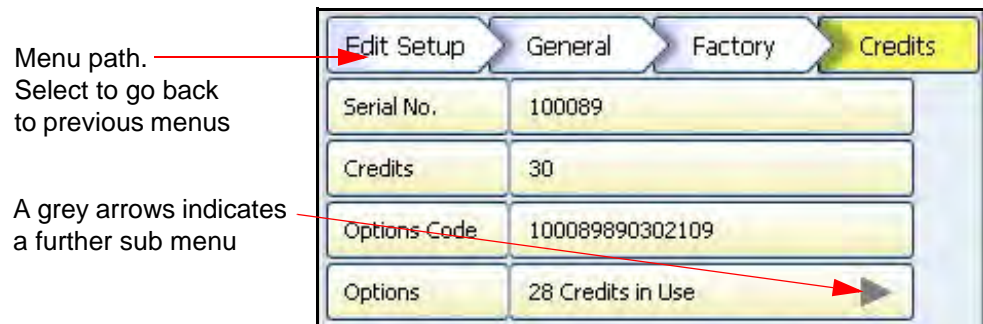 Edit Setup General Factory Credits
Menu path.
Select to go back
to previous menus
Serial No. 100089
Credits 30
A grey arrows indicates
a further sub menu
Options Code 100089890302109
Options 28 Credits in Use